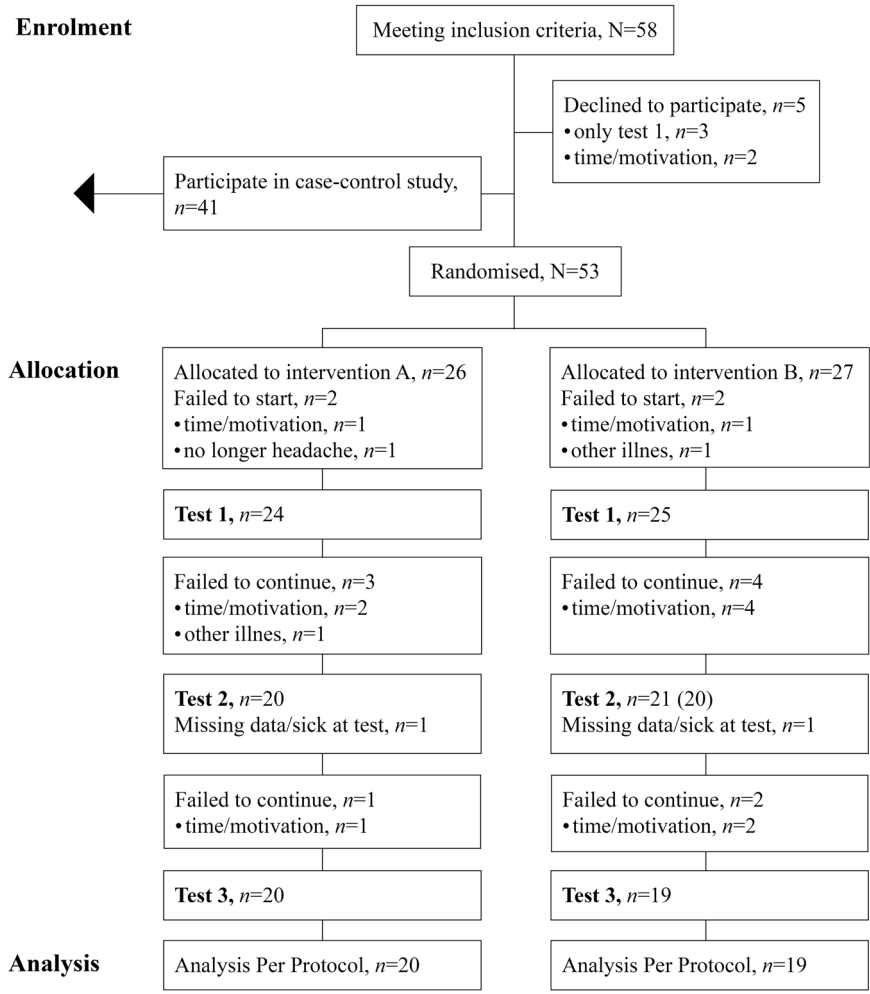 Enrolment
Meeting inclusion criteria, N=58
Declined to participate, n=5
•only test 1, n=3
•time/motivation, n=2
Participate in case-control study,
n=41
Randomised, N=53
Allocation
Allocated to intervention A, n=26
Failed to start, n=2
•time/motivation, n=1
•no longer headache, n=1
Allocated to intervention B, n=27
Failed to start, n=2
•time/motivation, n=1
•other illnes, n=1
Test 1, n=24
Test 1, n=25
Failed to continue, n=3
•time/motivation, n=2
•other illnes, n=1
Failed to continue, n=4
•time/motivation, n=4
Test 2, n=20
Missing data/sick at test, n=1
Test 2, n=21 (20)
Missing data/sick at test, n=1
Failed to continue, n=1
•time/motivation, n=1
Failed to continue, n=2
•time/motivation, n=2
Test 3, n=20
Test 3, n=19
Analysis
Analysis Per Protocol, n=20
Analysis Per Protocol, n=19